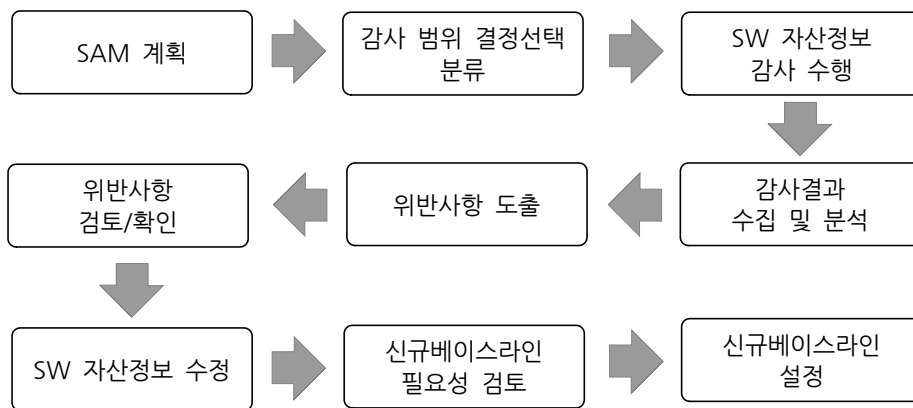 SAM 계획
감사 범위 결정선택
분류
SW 자산정보
감사 수행
감사결과
수집 및 분석
위반사항 도출
위반사항
검토/확인
SW 자산정보 수정
신규베이스라인
필요성 검토
신규베이스라인
설정